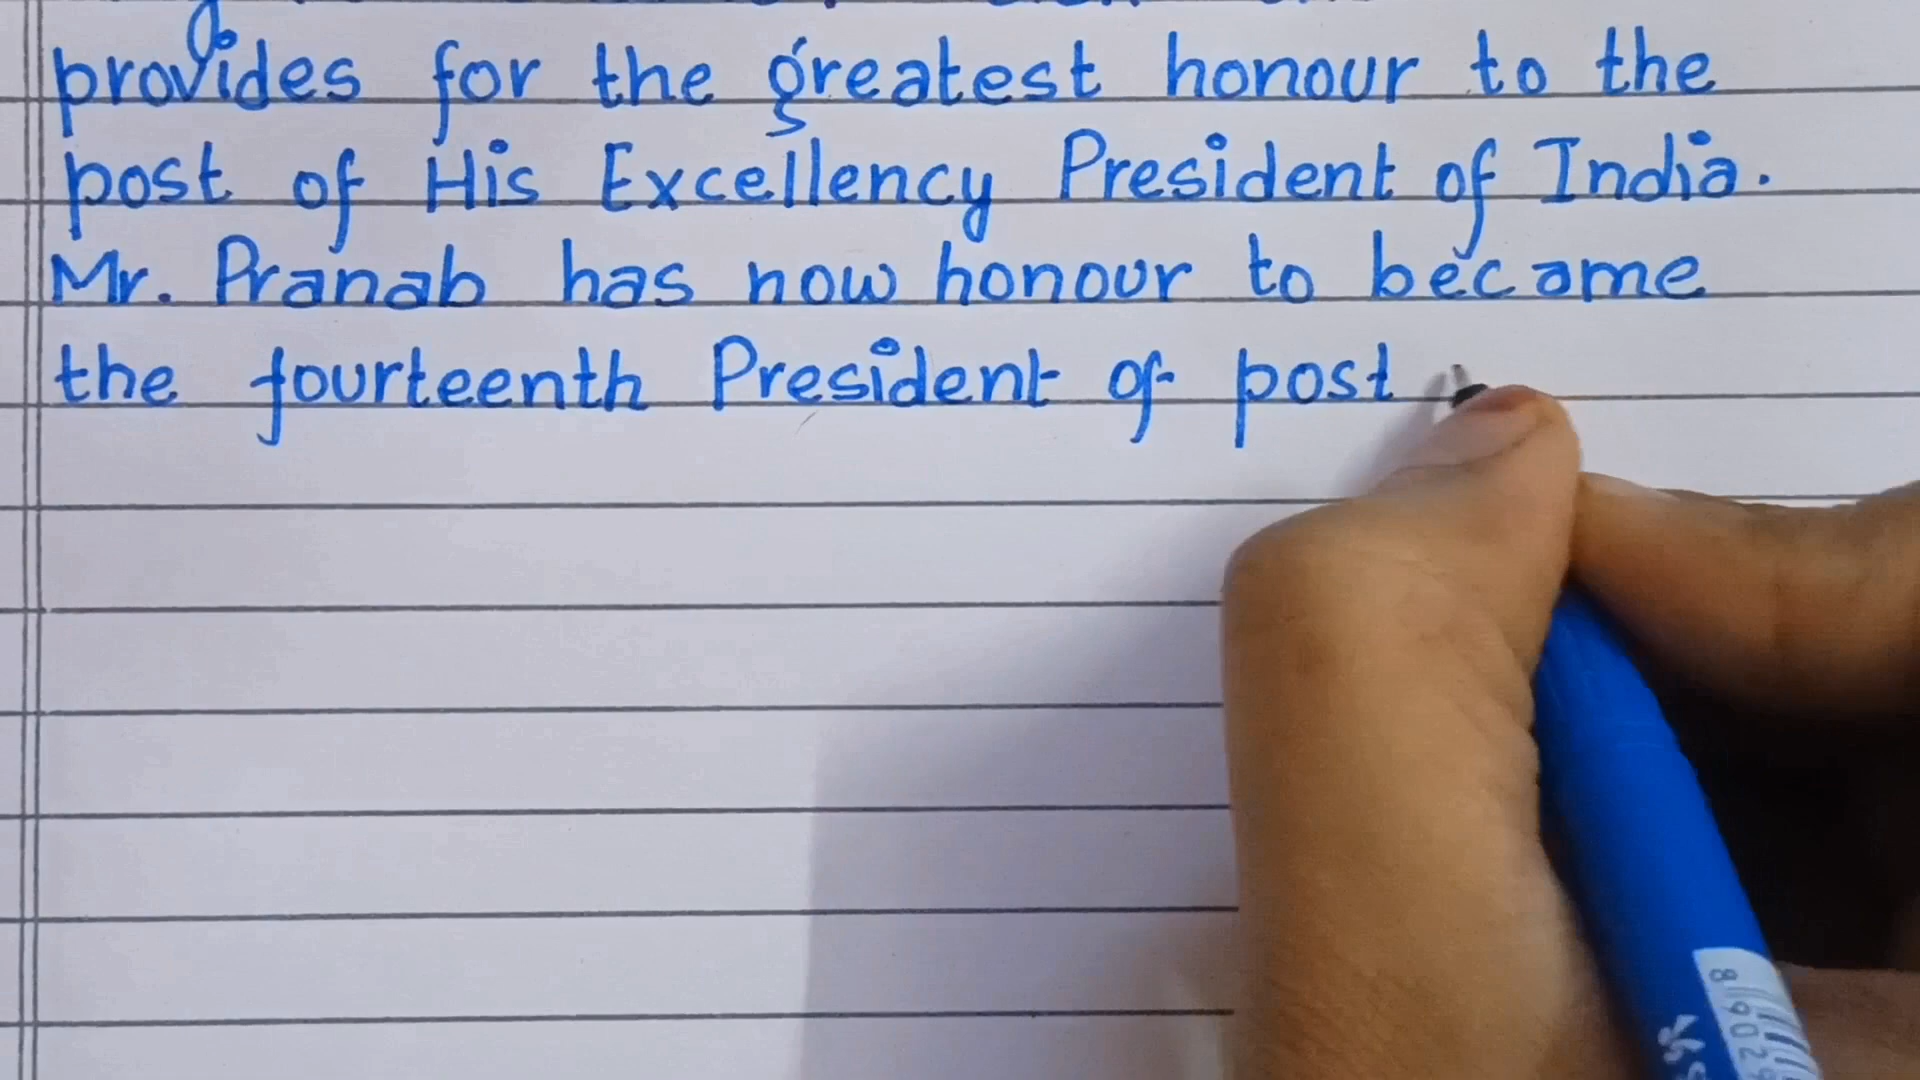 provides for the greatest honour to the
post of His Excellency President of India.
Mr. Pranab has now honour to became
the fourteenth President of post
8902